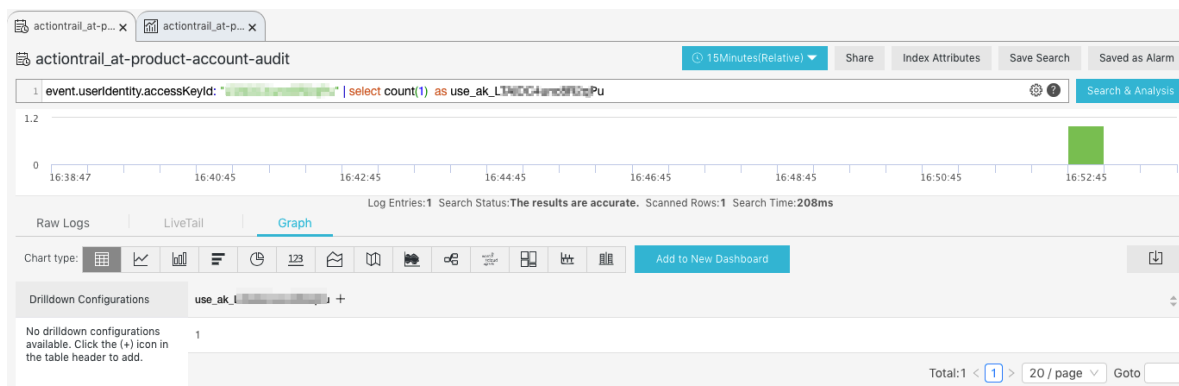 actiontrail_at-p... x actiontrail_at-p... x
actiontrail_at-product-account-audit 15Minutes(Relative) Share Index Attributes Save Search Saved as Alarm
1 event.userIdentity.accessKeyId: " " | select count(1) as Search & Analysis
1.2
0
16:38:47 16:40:45 16:42:45 16:44:45 16:46:45 16:48:45 16:50:45 16:52:45
Log Entries:1 Search Status:The results are accurate. Scanned Rows:1 Search Time:208ms
Raw Logs LiveTail Graph
Chart type: 123 Add to New Dashboard
Drilldown Configurations +
No drilldown configurations
available. Click the (+) icon in
the table header to add.
1
Total:1 < 1 > 20 / page Goto